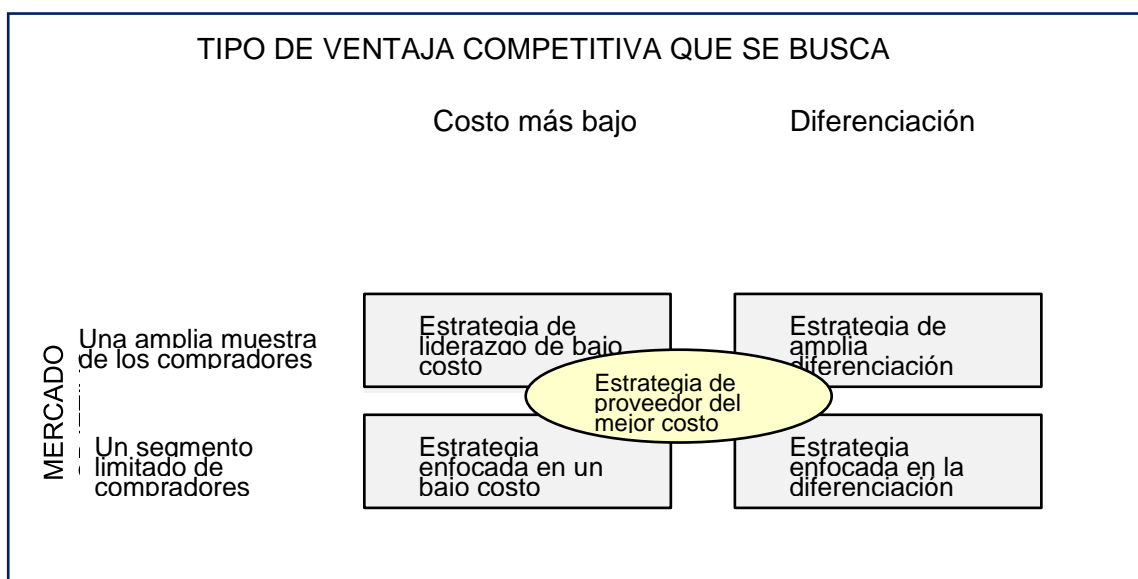 TIPO DE VENTAJA COMPETITIVA QUE SE BUSCA
Costo más bajo
Diferenciación
MERCADO
Una amplia muestra
de los compradores
Estrategia de
liderazgo de bajo
costo
Estrategia de
amplia
diferenciación
Estrategia de
proveedor del
mejor costo
Un segmento
limitado de
compradores
Estrategia
enfocada en un
bajo costo
Estrategia
enfocada en la
diferenciación